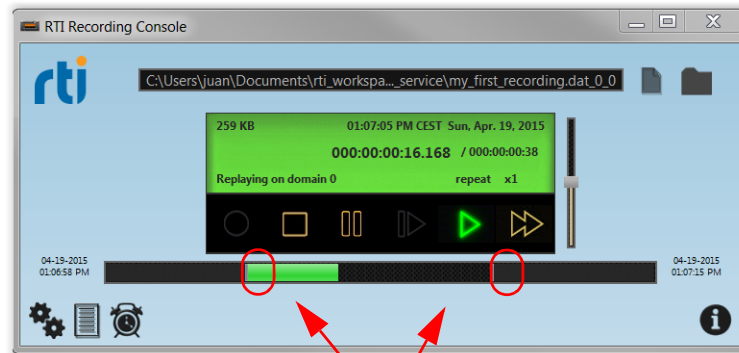 RTI Recording Console
rti
C:\Users\juan\Documents\rti_workspa..._service\my_first_recording.dat_0_0
259 KB 01:07:05 PM CEST Sun, Apr. 19, 2015
000:00:00:16.168 / 000:00:00:38
Replaying on domain 0 repeat x1
04-19-2015
01:06:58 PM
04-19-2015
01:07:15 PM